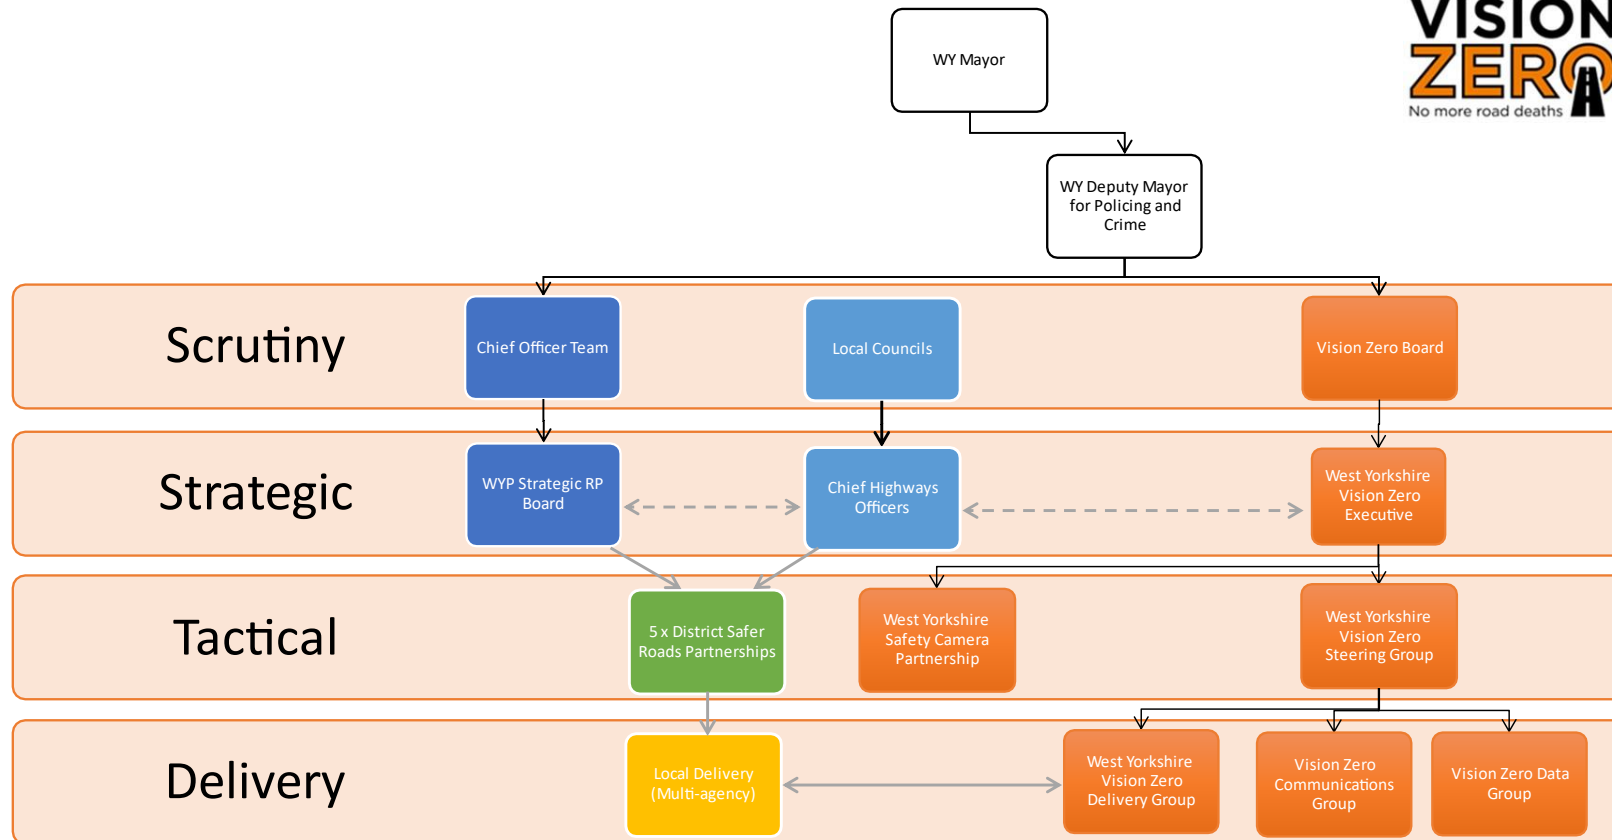 VISION
ZERO
No more road deaths
WY Mayor
WY Deputy Mayor
for Policing and
Crime
Scrutiny
Chief Officer Team
Local Councils
Vision Zero Board
Strategic
WYP Strategic RP
Board
Chief Highways
Officers
West Yorkshire
Vision Zero
Executive
Tactical
5 x District Safer
Roads Partnerships
West Yorkshire
Safety Camera
Partnership
West Yorkshire
Vision Zero
Steering Group
Delivery
Local Delivery
(Multi-agency)
West Yorkshire
Vision Zero
Delivery Group
Vision Zero
Communications
Group
Vision Zero Data
Group